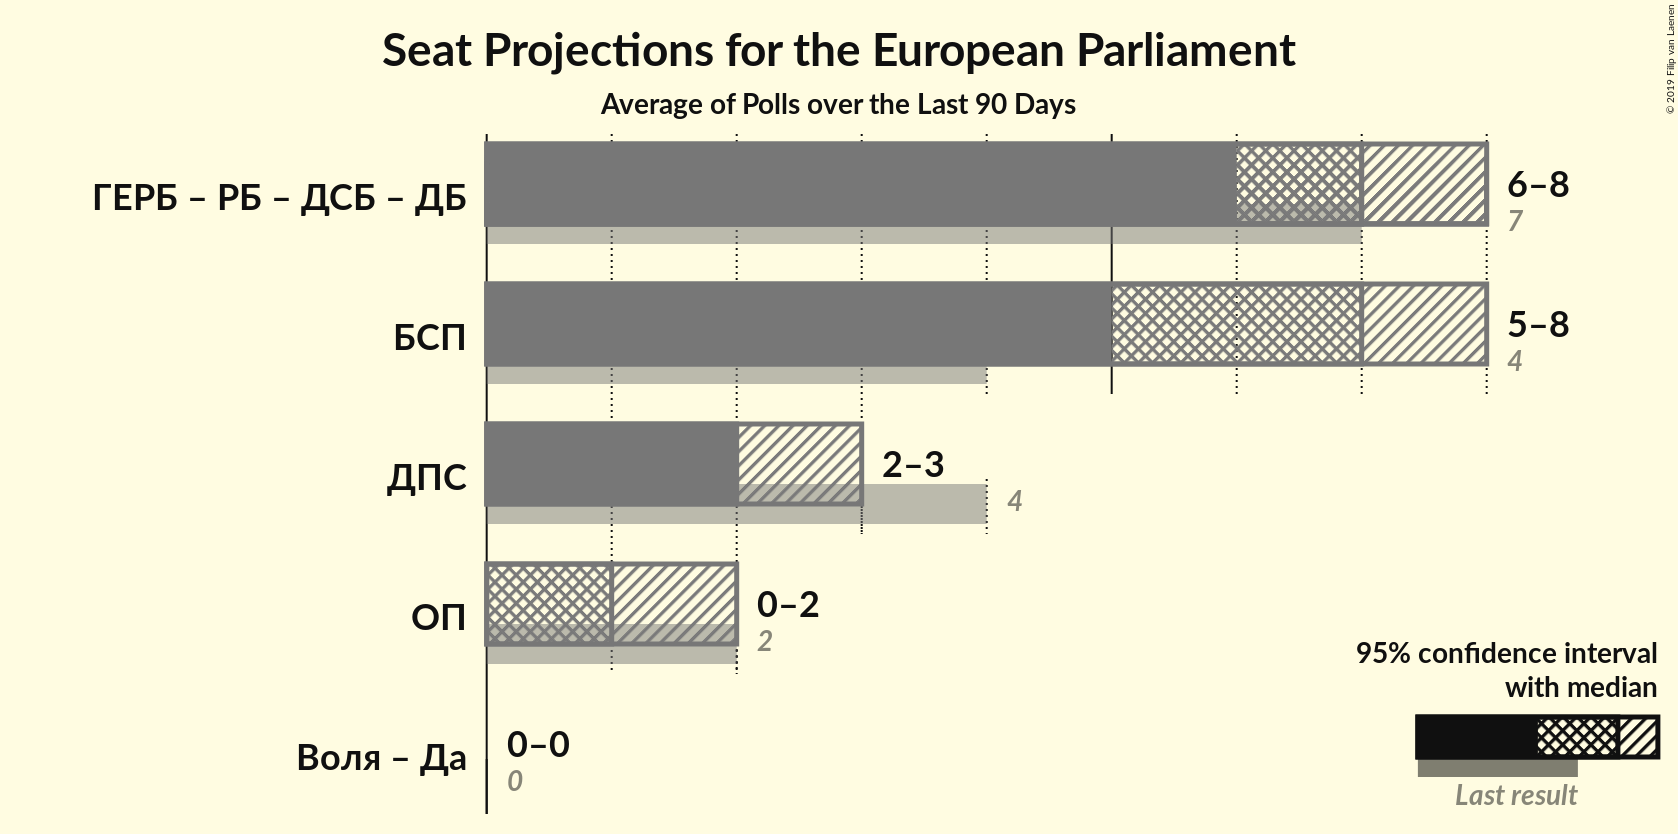 Seat Projections for the European Parliament
Average of Polls over the Last 90 Days
© 2019 Filip van Laenen
ГЕРБ – РБ – ДСБ – ДБ
6–8
7
БСП
5–8
4
ДПС
2–3
4
ОП
0–2
2
Воля – Да
0–0
0
95% confidence interval
with median
Last result